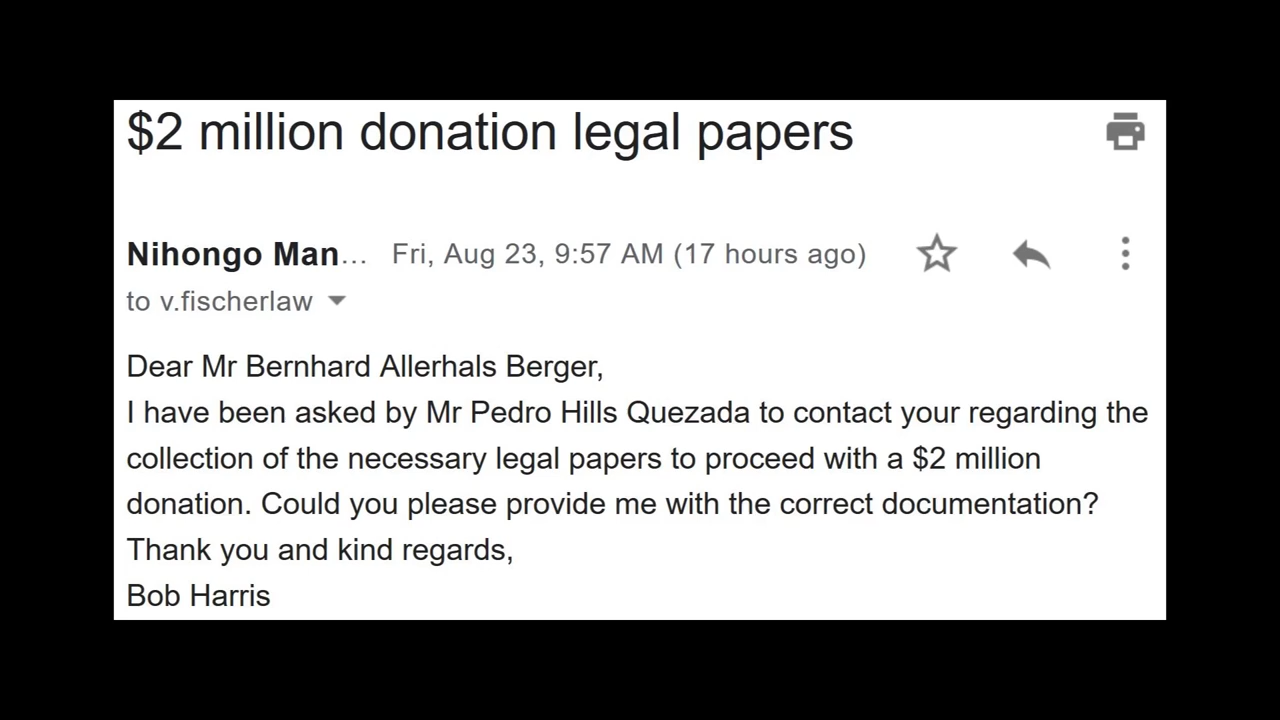 $2 million donation legal papers
Nihongo Man... Fri, Aug 23, 9:57 AM (17 hours ago)
to v.fischerlaw
Dear Mr Bernhard Allerhals Berger,
I have been asked by Mr Pedro Hills Quezada to contact your regarding the
collection of the necessary legal papers to proceed with a $2 million
donation. Could you please provide me with the correct documentation?
Thank you and kind regards,
Bob Harris